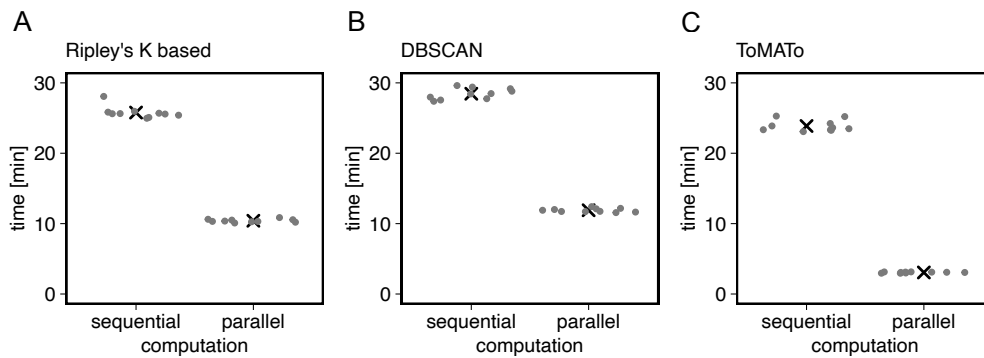 A
Ripley's K based
time [min]
30
20
10
0
sequential parallel
computation
B
DBSCAN
time [min]
30
20
10
0
sequential parallel
computation
C
ToMATo
time [min]
30
20
10
0
sequential parallel
computation